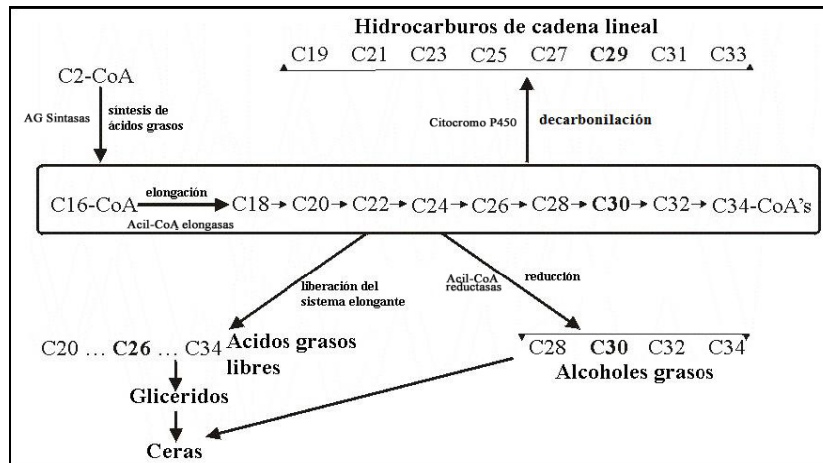 Hidrocarburos de cadena lineal
C19 C21 C23 C25 C27 C29 C31 C33
C2-CoA
AG Sintasas
síntesis de
ácidos grasos
Citocromo P450
decarbonilación
C16-CoA
elongación
Acil-CoA elongasas
C18→ C20→ C22→ C24→ C26→ C28→ C30→ C32→ C34-CoA's
liberación del
sistema elongante
Acil-CoA
reductasas
reducción
C20 ... C26 ... C34
Acidos grasos
libres
C28 C30 C32 C34
Alcoholes grasos
Gliceridos
Ceras